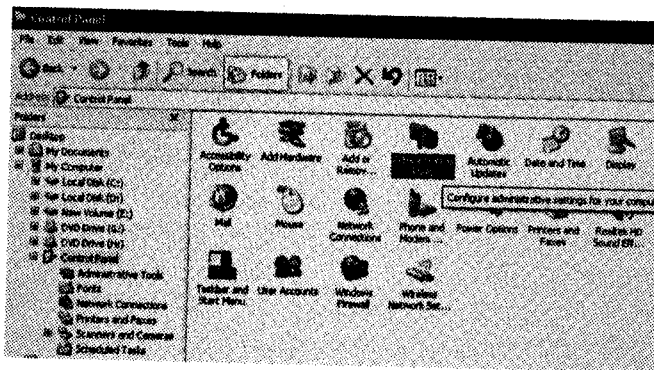 Control Panel
File Edit View Favorites Tools Help
Back Search Folders
Address Control Panel
Folders X
Desktop
My Documents
My Computer
Local Disk (C:)
Local Disk (D:)
New Volume (E:)
DVD Drive (G:)
DVD Drive (H:)
Control Panel
Administrative Tools
Fonts
Network Connections
Printers and Faxes
Scanners and Cameras
Scheduled Tasks
Accessibility Options
Add Hardware
Add or Remov...
Automatic Updates
Date and Time
Display
Configure administrative settings for your compu
Mail
Mouse
Network Connections
Phone and Modem ...
Power Options
Printers and Faxes
Realtek HD Sound Eff...
Taskbar and Start Menu
User Accounts
Windows Firewall
Wireless Network Set...